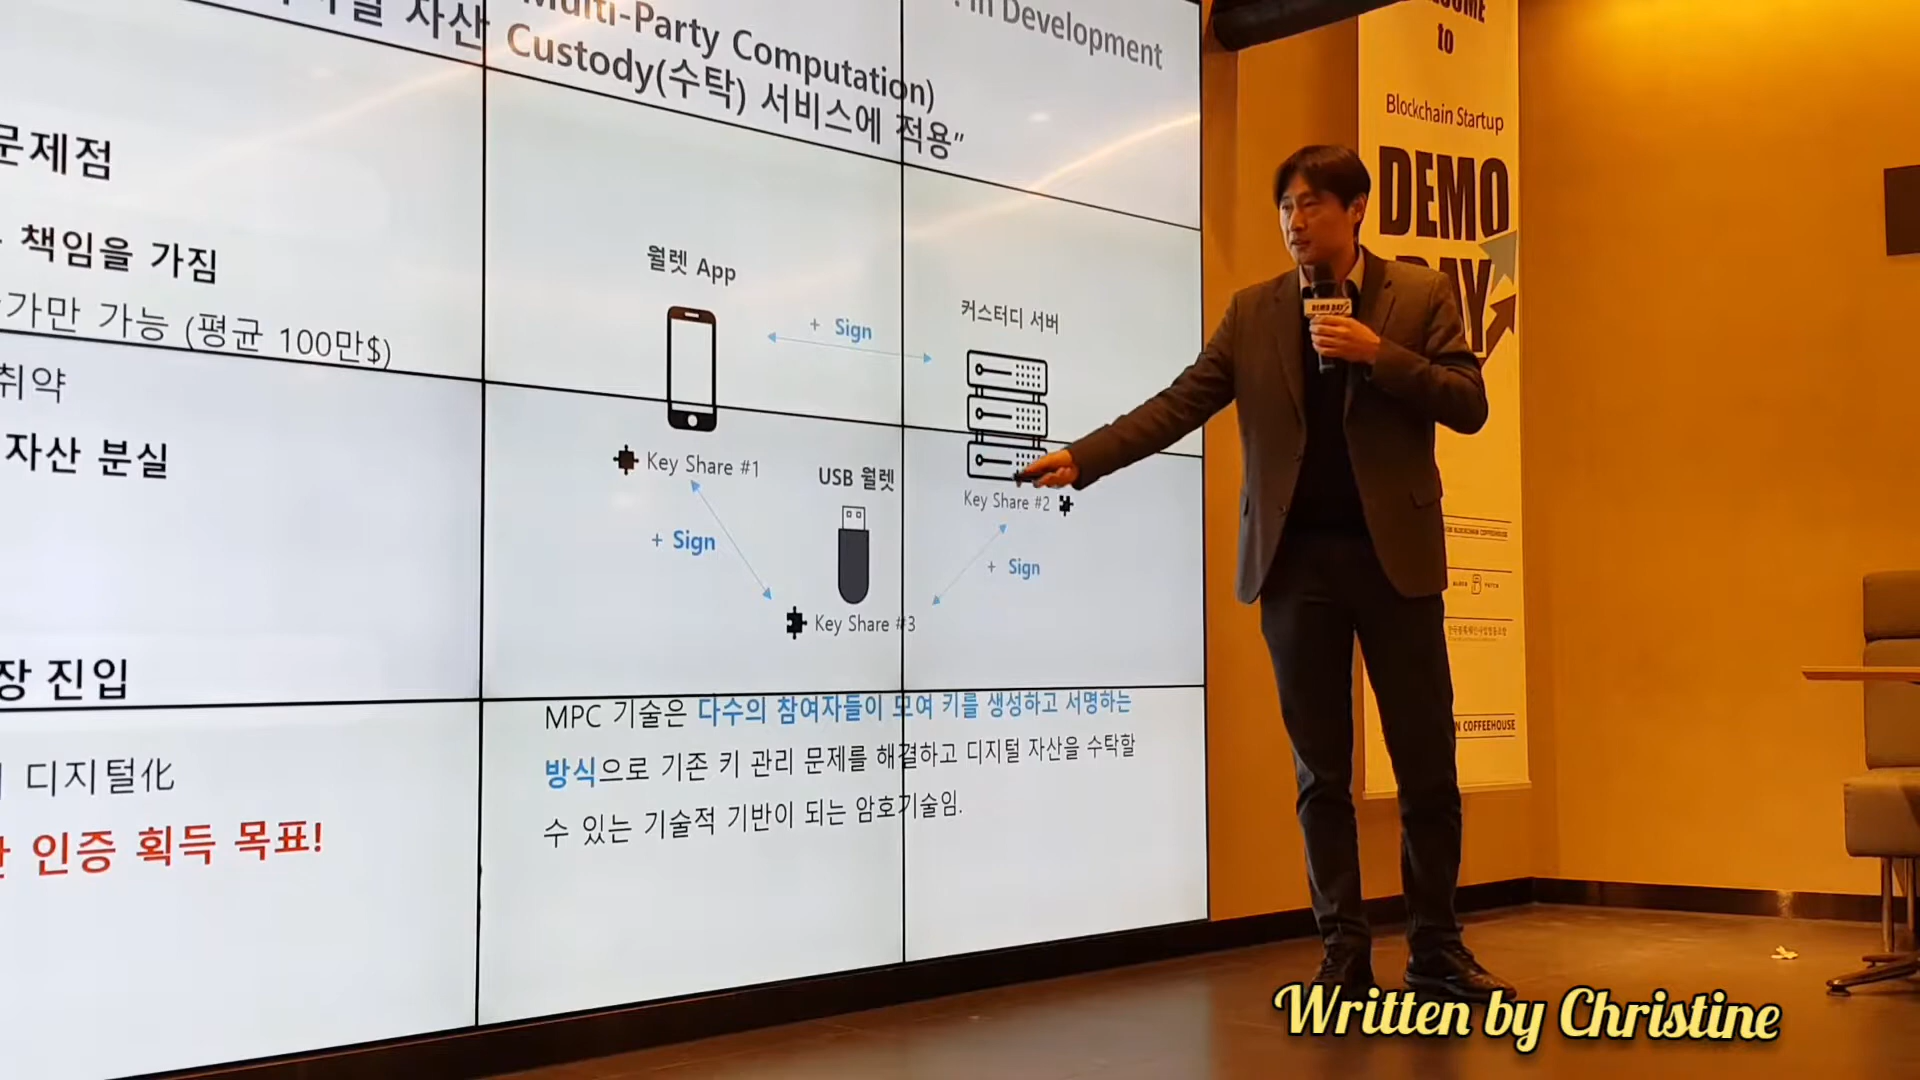 자산
Multi-Party Computation)
Custody(수탁) 서비스에 적용”
In Development
문제점
책임을 가짐
가만 가능 (평균 100만$)
취약
자산 분실
장 진입
디지털化
인증 획득 목표!
월렛 App
+ Sign
커스터디 서버
Key Share #1
USB 월렛
Key Share #2
+ Sign
+ Sign
Key Share #3
MPC 기술은 다수의 참여자들이 모여 키를 생성하고 서명하는
방식으로 기존 키 관리 문제를 해결하고 디지털 자산을 수탁할
수 있는 기술적 기반이 되는 암호기술임.
to
Blockchain Startup
DEMO
DAY
DEMO DAY
COFFEEHOUSE
Written by Christine